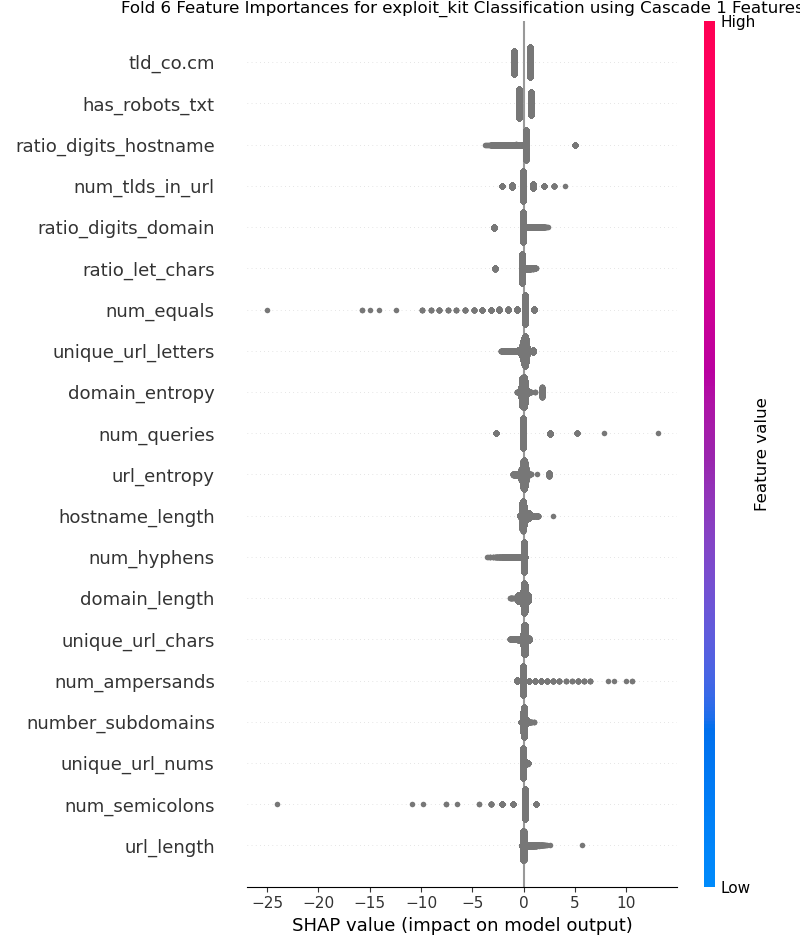 Fold 6 Feature Importances for exploit_kit Classification using Cascade 1 Features
High
tld_co.cm
has_robots_txt
ratio_digits_hostname
num_tlds_in_url
ratio_digits_domain
ratio_let_chars
num_equals
unique_url_letters
domain_entropy
num_queries
url_entropy
hostname_length
num_hyphens
domain_length
unique_url_chars
num_ampersands
number_subdomains
unique_url_nums
num_semicolons
url_length
Feature value
Low
−25 −20 −15 −10 −5 0 5 10
SHAP value (impact on model output)